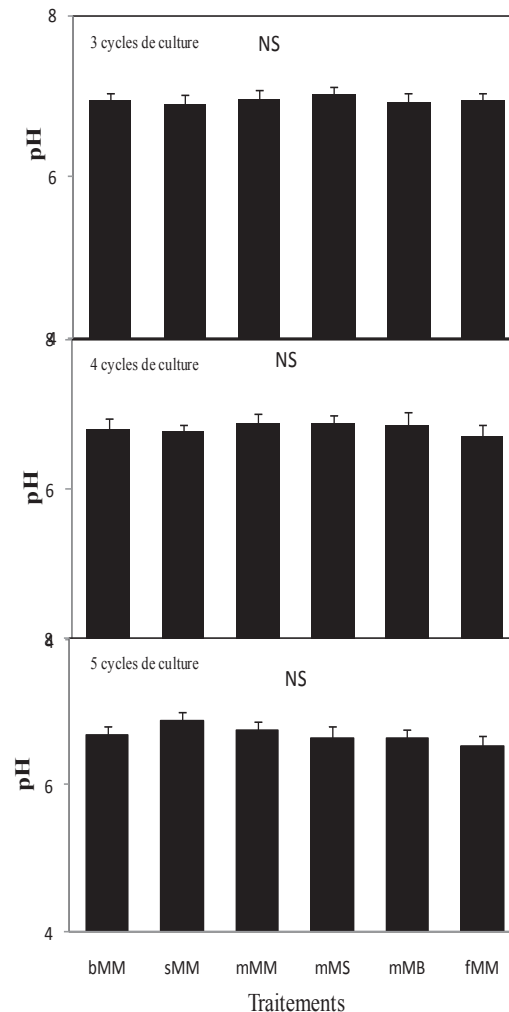 8
3 cycles de culture
NS
pH
6
4
8
4 cycles de culture
NS
pH
6
4
8
5 cycles de culture
NS
pH
6
4
bMM sMM mMM mMS mMB fMM
Traitements